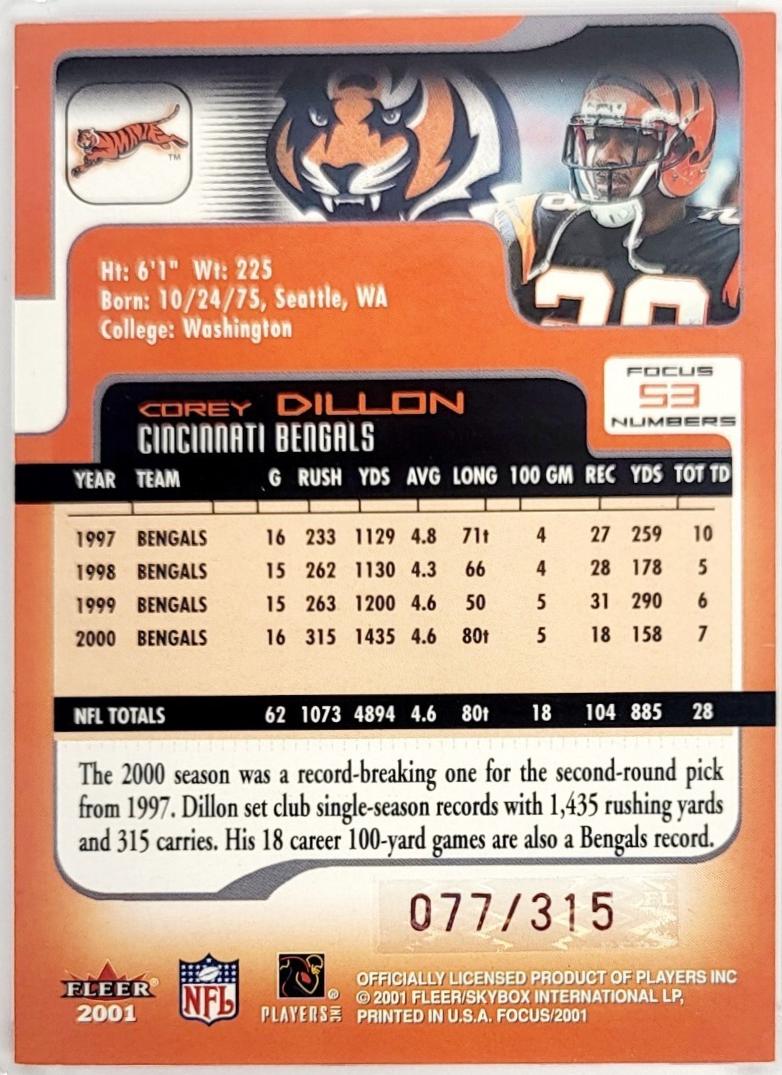 TM
Ht: 6'1" Wt: 225
Born: 10/24/75, Seattle, WA
College: Washington
FOCUS
53
NUMBERS
COREY DILLON
CINCINNATI BENGALS
YEAR TEAM G RUSH YDS AVG LONG 100 GM REC YDS TOT TD
1997 BENGALS 16 233 1129 4.8 71t 4 27 259 10
1998 BENGALS 15 262 1130 4.3 66 4 28 178 5
1999 BENGALS 15 263 1200 4.6 50 5 31 290 6
2000 BENGALS 16 315 1435 4.6 80t 5 18 158 7
NFL TOTALS 62 1073 4894 4.6 80t 18 104 885 28
The 2000 season was a record-breaking one for the second-round pick
from 1997. Dillon set club single-season records with 1,435 rushing yards
and 315 carries. His 18 career 100-yard games are also a Bengals record.
077/315
FLEER®
2001
NFL
PLAYERS INC ®
OFFICIALLY LICENSED PRODUCT OF PLAYERS INC
© 2001 FLEER/SKYBOX INTERNATIONAL LP,
PRINTED IN U.S.A. FOCUS/2001